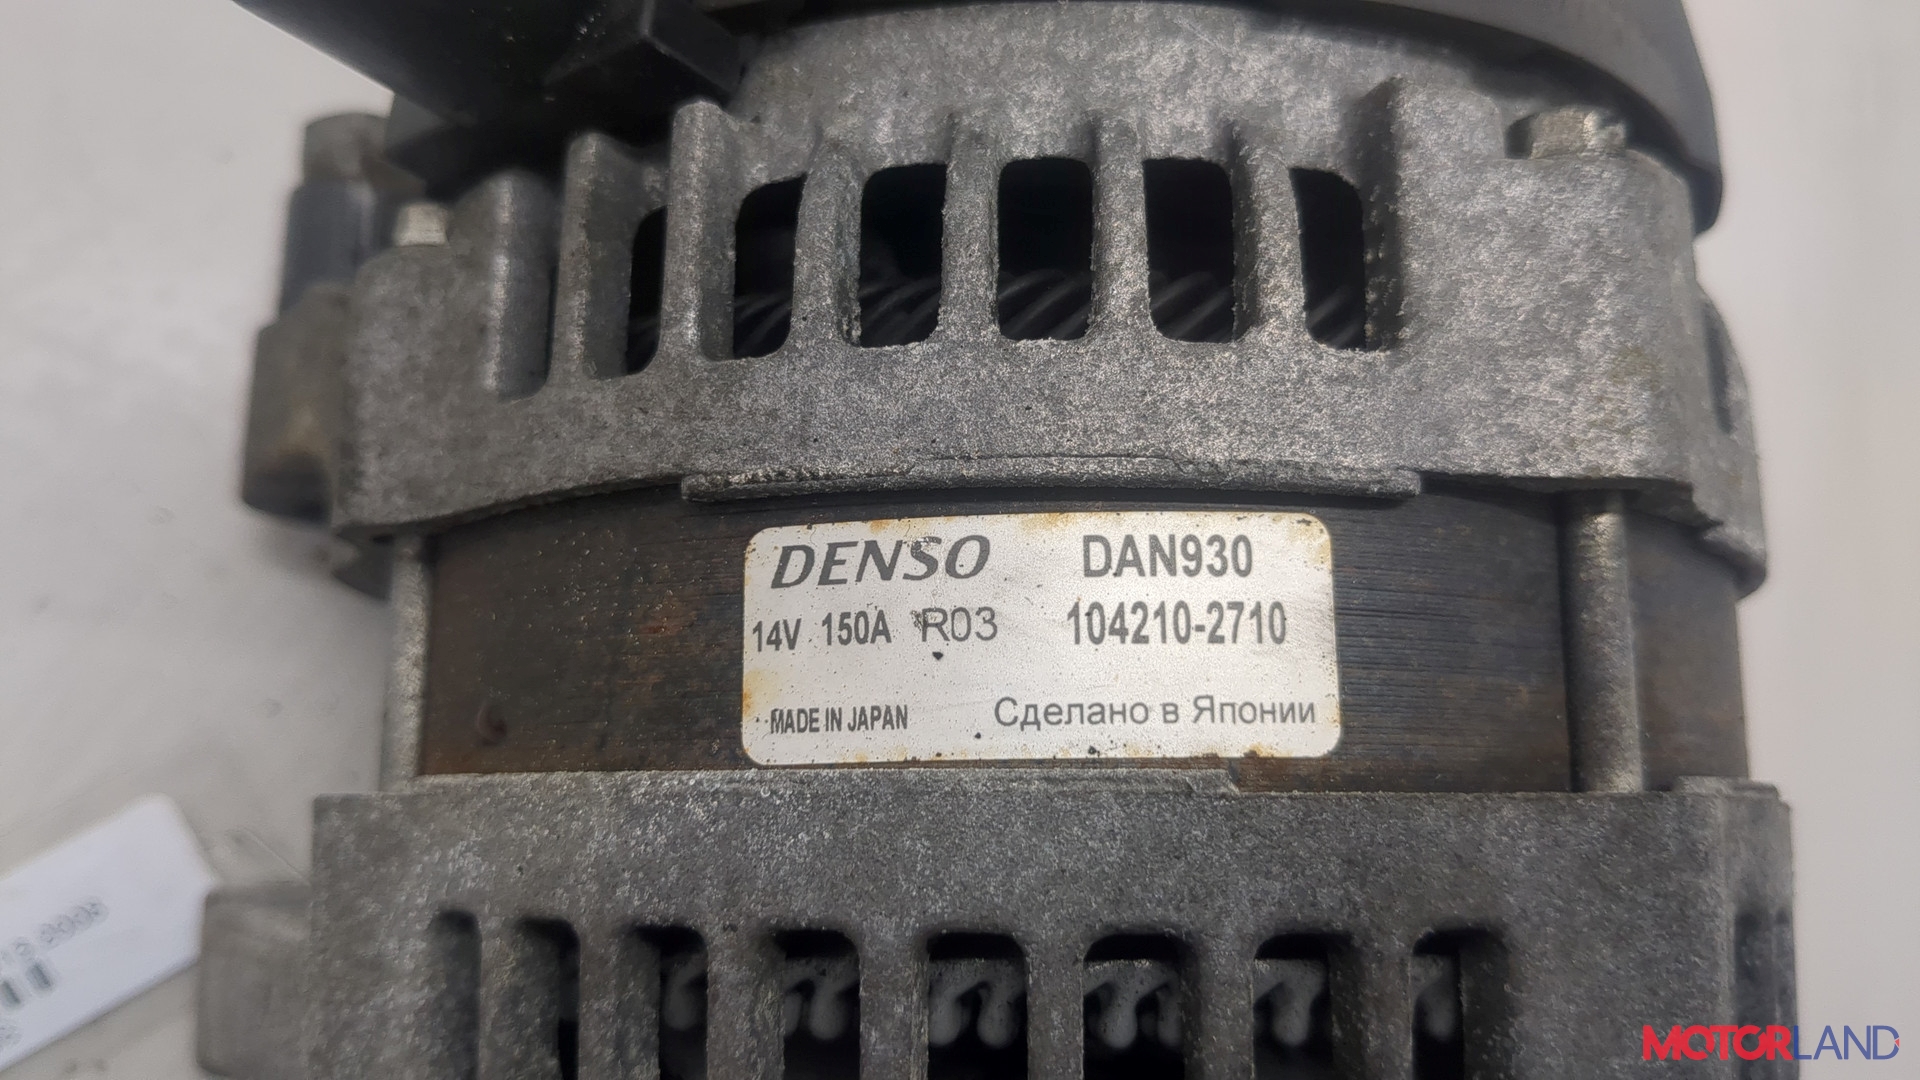 DENSO DAN930
14V 150A R03 104210-2710
MADE IN JAPAN Сделано в Японии
MOTORLAND